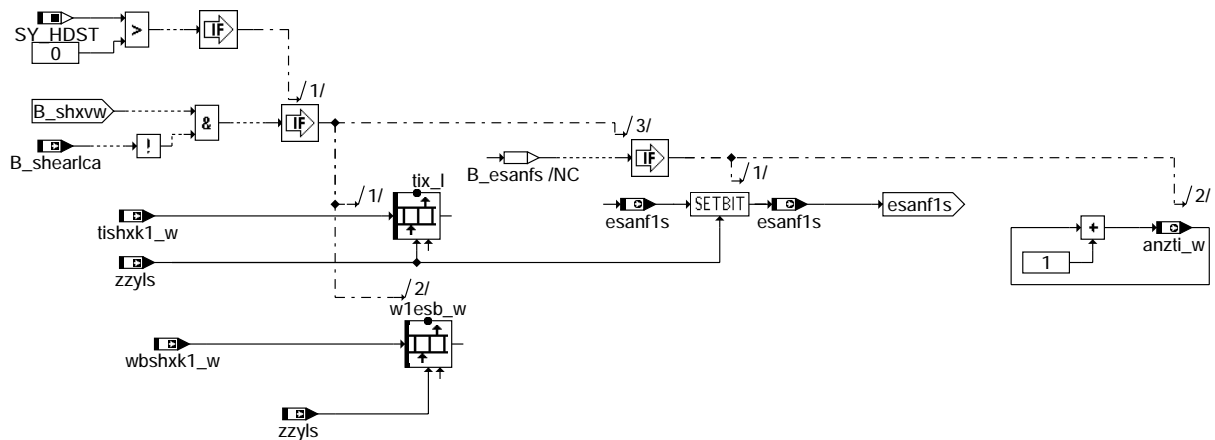 SY_HDST
>
IF
0
/1/
B_shxvw
&
IF
/3/
B_shearlca
!
IF
B_esanfs /NC
tix_l
/1/
/1/
SETBIT
esanf1s
/2/
tishxk1_w
esanf1s
esanf1s
+
anzti_w
zzyls
1
/2/
w1esb_w
wbshxk1_w
zzyls